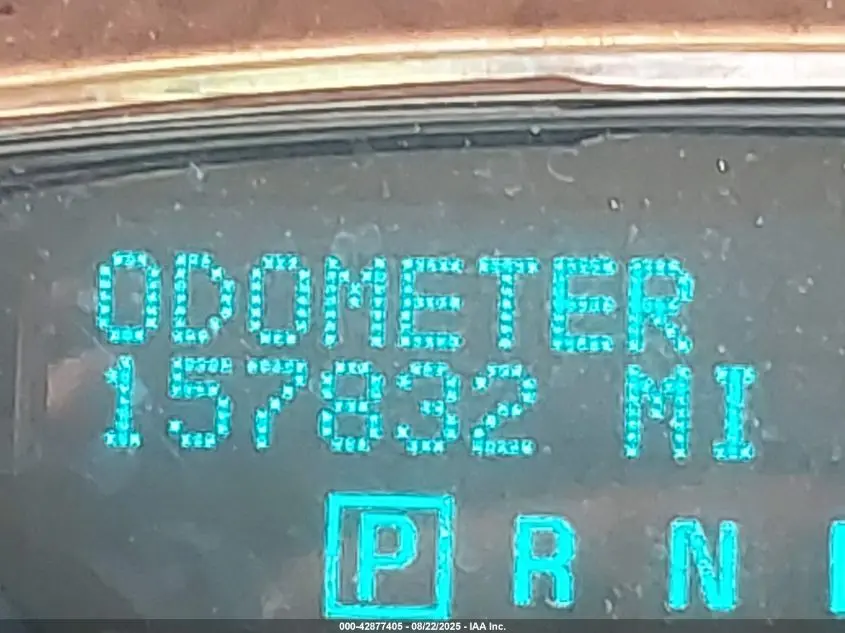 ODOMETER
157832 MI
P R N
000-42877405 - 08/22/2025 - IAA Inc.